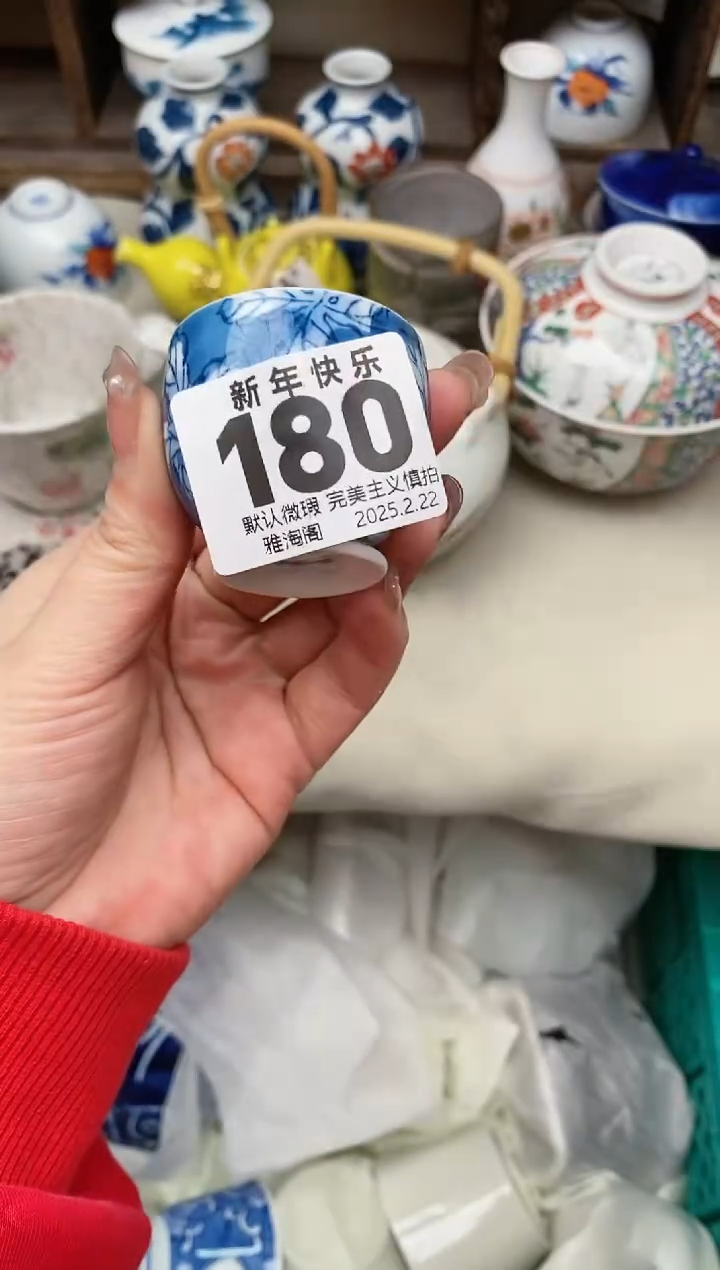 新年快乐
180
默认微瑕 完美主义慎拍
雅海阁 2025.2.22